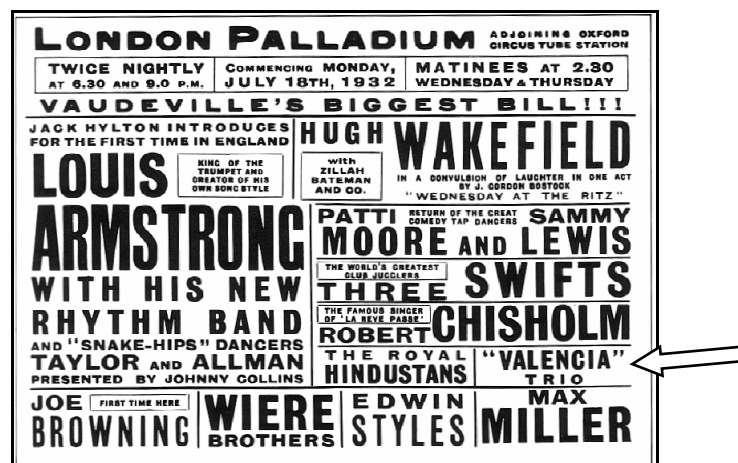 LONDON PALLADIUM
ADJOINING OXFORD
CIRCUS TUBE STATION
TWICE NIGHTLY
AT 6.30 AND 9.0 P.M.
COMMENCING MONDAY,
JULY 18TH, 1932
MATINEES AT 2.30
WEDNESDAY & THURSDAY
VAUDEVILLE'S BIGGEST BILL!!!
JACK HYLTON INTRODUCES
FOR THE FIRST TIME IN ENGLAND
LOUIS
KING OF THE
TRUMPET AND
CREATOR OF HIS
OWN SONG STYLE
ARMSTRONG
WITH HIS NEW
RHYTHM BAND
AND "SNAKE-HIPS" DANCERS
TAYLOR AND ALLMAN
PRESENTED BY JOHNNY COLLINS
HUGH
WAKEFIELD
with
ZILLAH
BATEMAN
AND CO.
IN A CONVULSION OF LAUGHTER IN ONE ACT
BY J. GORDON BOSTOCK
"WEDNESDAY AT THE RITZ"
PATTI
RETURN OF THE GREAT
COMEDY TAP DANCERS
SAMMY
MOORE AND LEWIS
THE WORLD'S GREATEST
CLUB JUGGLERS
THREE SWIFTS
THE FAMOUS SINGER
OF 'LA REVE PASSE'
ROBERT CHISHOLM
THE ROYAL
HINDUSTANS
"VALENCIA"
TRIO
JOE
FIRST TIME HERE
BROWNING
WIERE
BROTHERS
EDWIN
STYLES
MAX
MILLER